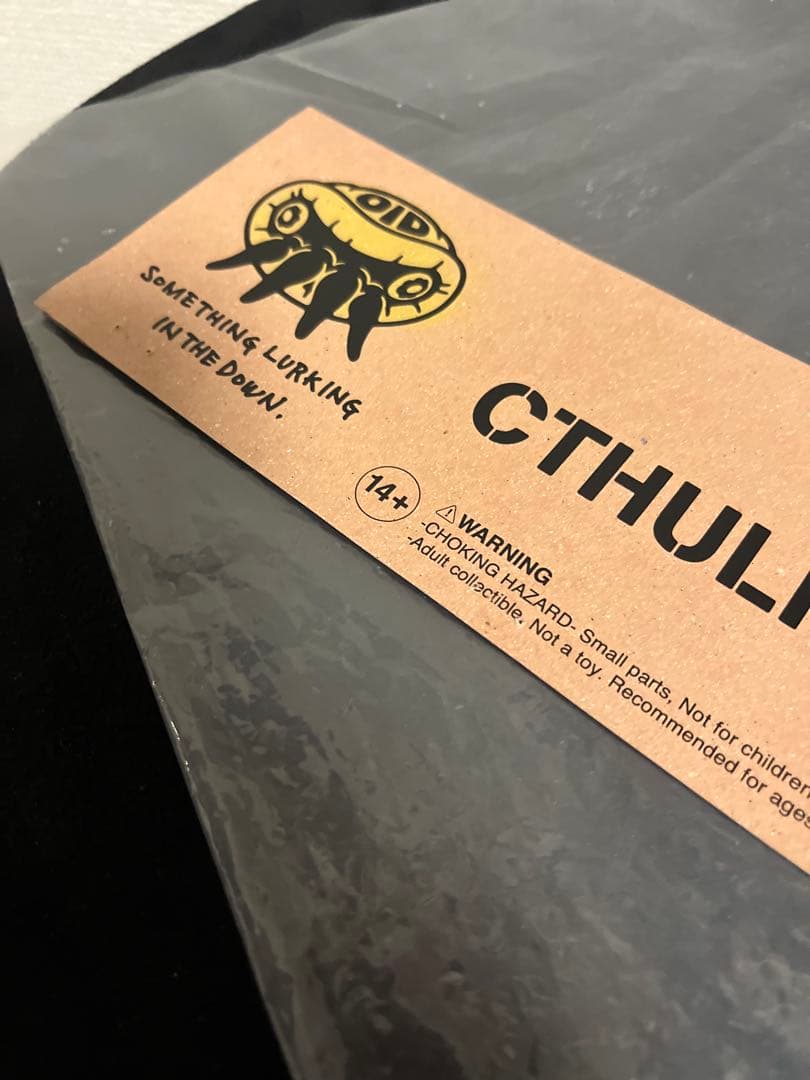 OID
SOMETHING LURKING
IN THE DOWN.
CTHUL
14+
⚠WARNING
-CHOKING HAZARD- Small parts, Not for children
-Adult collectible, Not a toy. Recommended for ages